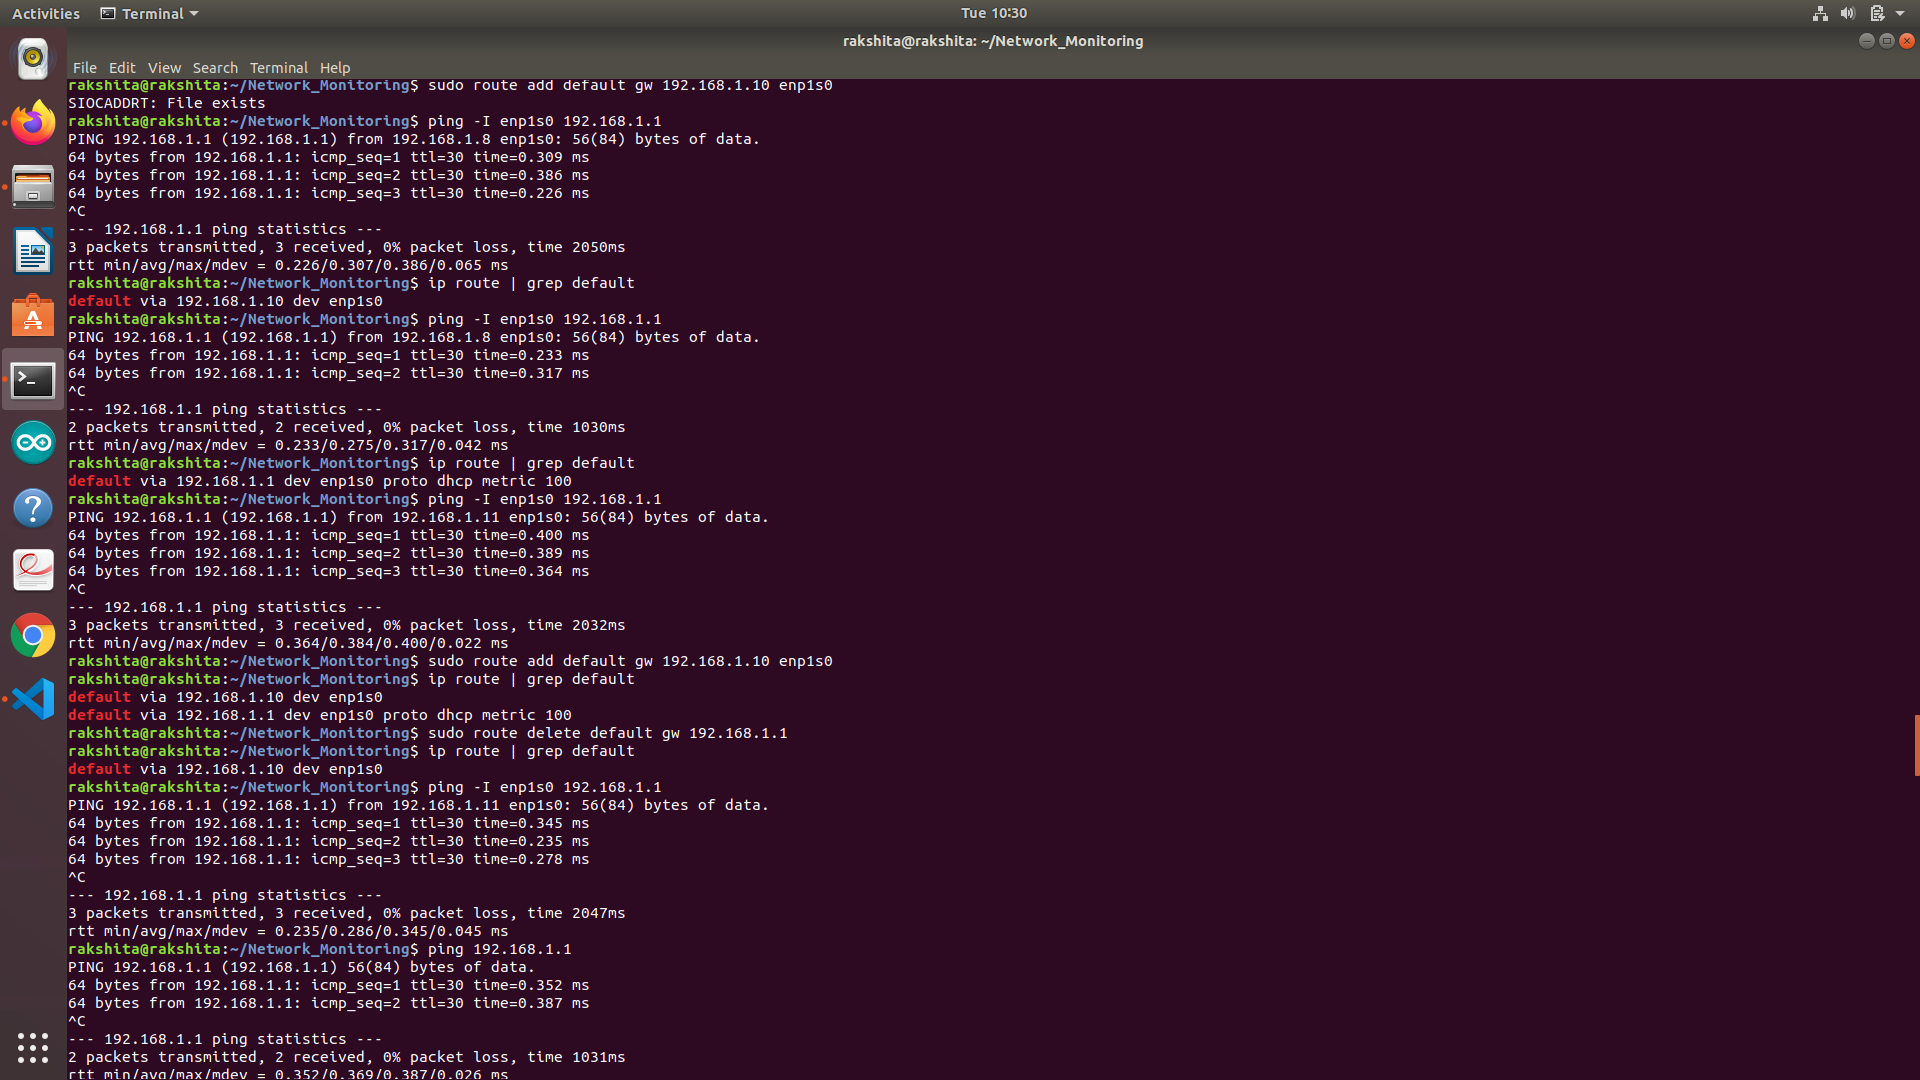 Activities Terminal Tue 10:30
rakshita@rakshita: ~/Network_Monitoring
File Edit View Search Terminal Help
rakshita@rakshita:~/Network_Monitoring$ sudo route add default gw 192.168.1.10 enp1s0
SIOCADDRT: File exists
rakshita@rakshita:~/Network_Monitoring$ ping -I enp1s0 192.168.1.1
PING 192.168.1.1 (192.168.1.1) from 192.168.1.8 enp1s0: 56(84) bytes of data.
64 bytes from 192.168.1.1: icmp_seq=1 ttl=30 time=0.309 ms
64 bytes from 192.168.1.1: icmp_seq=2 ttl=30 time=0.386 ms
64 bytes from 192.168.1.1: icmp_seq=3 ttl=30 time=0.226 ms
^C
--- 192.168.1.1 ping statistics ---
3 packets transmitted, 3 received, 0% packet loss, time 2050ms
rtt min/avg/max/mdev = 0.226/0.307/0.386/0.065 ms
rakshita@rakshita:~/Network_Monitoring$ ip route | grep default
default via 192.168.1.10 dev enp1s0
rakshita@rakshita:~/Network_Monitoring$ ping -I enp1s0 192.168.1.1
PING 192.168.1.1 (192.168.1.1) from 192.168.1.8 enp1s0: 56(84) bytes of data.
64 bytes from 192.168.1.1: icmp_seq=1 ttl=30 time=0.233 ms
64 bytes from 192.168.1.1: icmp_seq=2 ttl=30 time=0.317 ms
^C
--- 192.168.1.1 ping statistics ---
2 packets transmitted, 2 received, 0% packet loss, time 1030ms
rtt min/avg/max/mdev = 0.233/0.275/0.317/0.042 ms
rakshita@rakshita:~/Network_Monitoring$ ip route | grep default
default via 192.168.1.1 dev enp1s0 proto dhcp metric 100
rakshita@rakshita:~/Network_Monitoring$ ping -I enp1s0 192.168.1.1
PING 192.168.1.1 (192.168.1.1) from 192.168.1.11 enp1s0: 56(84) bytes of data.
64 bytes from 192.168.1.1: icmp_seq=1 ttl=30 time=0.400 ms
64 bytes from 192.168.1.1: icmp_seq=2 ttl=30 time=0.389 ms
64 bytes from 192.168.1.1: icmp_seq=3 ttl=30 time=0.364 ms
^C
--- 192.168.1.1 ping statistics ---
3 packets transmitted, 3 received, 0% packet loss, time 2032ms
rtt min/avg/max/mdev = 0.364/0.384/0.400/0.022 ms
rakshita@rakshita:~/Network_Monitoring$ sudo route add default gw 192.168.1.10 enp1s0
rakshita@rakshita:~/Network_Monitoring$ ip route | grep default
default via 192.168.1.10 dev enp1s0
default via 192.168.1.1 dev enp1s0 proto dhcp metric 100
rakshita@rakshita:~/Network_Monitoring$ sudo route delete default gw 192.168.1.1
rakshita@rakshita:~/Network_Monitoring$ ip route | grep default
default via 192.168.1.10 dev enp1s0
rakshita@rakshita:~/Network_Monitoring$ ping -I enp1s0 192.168.1.1
PING 192.168.1.1 (192.168.1.1) from 192.168.1.11 enp1s0: 56(84) bytes of data.
64 bytes from 192.168.1.1: icmp_seq=1 ttl=30 time=0.345 ms
64 bytes from 192.168.1.1: icmp_seq=2 ttl=30 time=0.235 ms
64 bytes from 192.168.1.1: icmp_seq=3 ttl=30 time=0.278 ms
^C
--- 192.168.1.1 ping statistics ---
3 packets transmitted, 3 received, 0% packet loss, time 2047ms
rtt min/avg/max/mdev = 0.235/0.286/0.345/0.045 ms
rakshita@rakshita:~/Network_Monitoring$ ping 192.168.1.1
PING 192.168.1.1 (192.168.1.1) 56(84) bytes of data.
64 bytes from 192.168.1.1: icmp_seq=1 ttl=30 time=0.352 ms
64 bytes from 192.168.1.1: icmp_seq=2 ttl=30 time=0.387 ms
^C
--- 192.168.1.1 ping statistics ---
2 packets transmitted, 2 received, 0% packet loss, time 1031ms
rtt min/avg/max/mdev = 0.352/0.369/0.387/0.026 ms